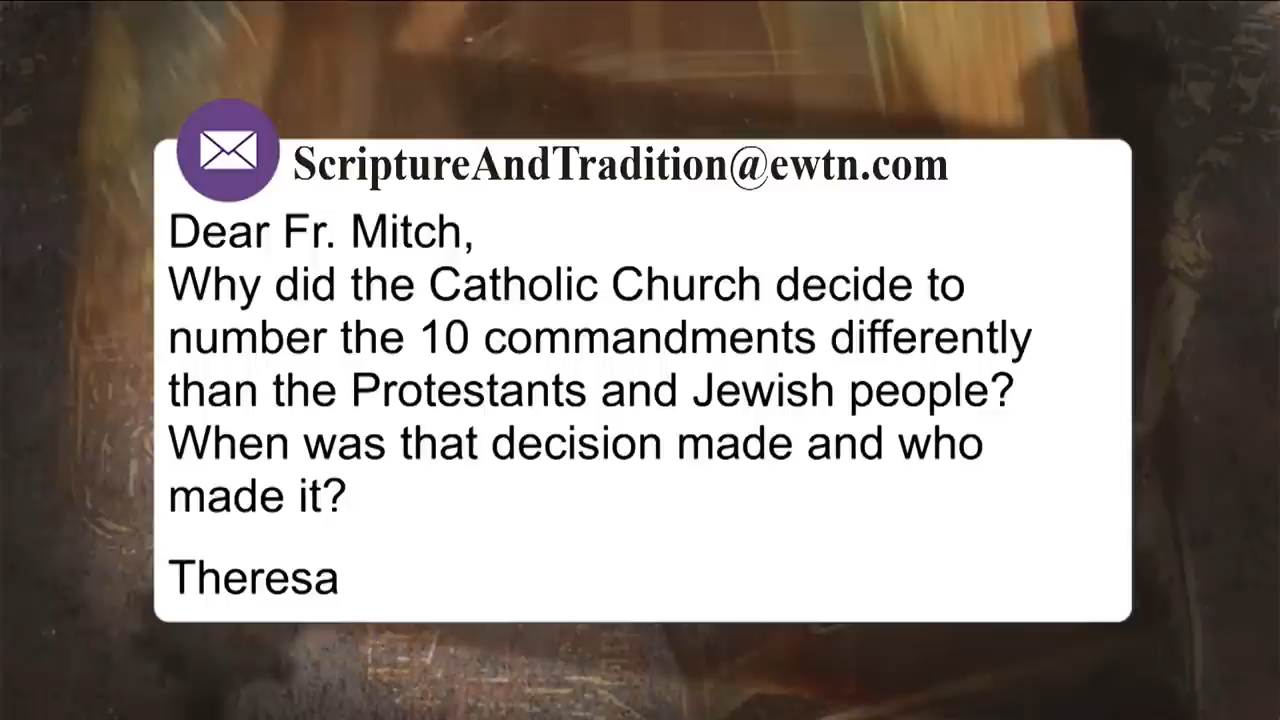 ScriptureAndTradition@ewtn.com
Dear Fr. Mitch,
Why did the Catholic Church decide to
number the 10 commandments differently
than the Protestants and Jewish people?
When was that decision made and who
made it?
Theresa